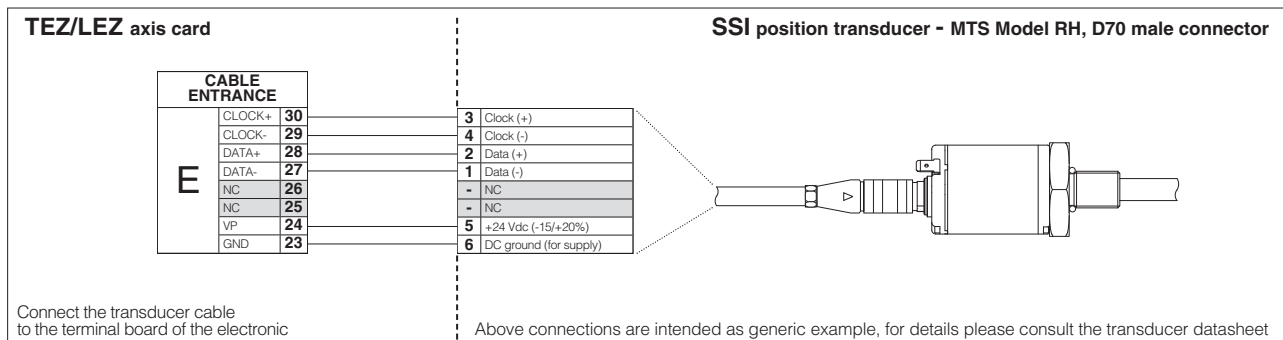 TEZ/LEZ axis card
SSI position transducer - MTS Model RH, D70 male connector
CABLE
ENTRANCE
E
CLOCK+ 30
CLOCK- 29
DATA+ 28
DATA- 27
NC 26
NC 25
VP 24
GND 23
3 Clock (+)
4 Clock (-)
2 Data (+)
1 Data (-)
- NC
- NC
5 +24 Vdc (-15/+20%)
6 DC ground (for supply)
Connect the transducer cable
to the terminal board of the electronic
Above connections are intended as generic example, for details please consult the transducer datasheet